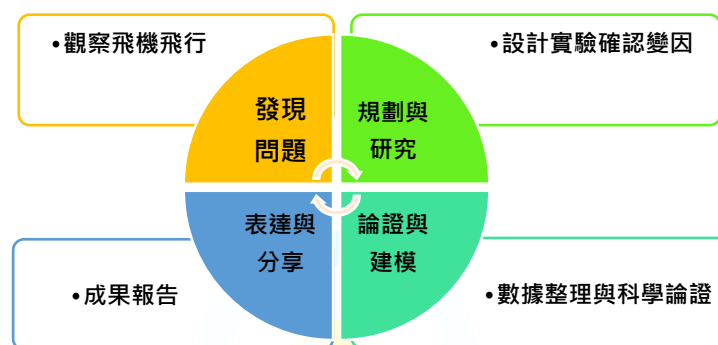 •觀察飛機飛行
•設計實驗確認變因
發現
問題
規劃與
研究
表達與
分享
論證與
建模
•成果報告
•數據整理與科學論證